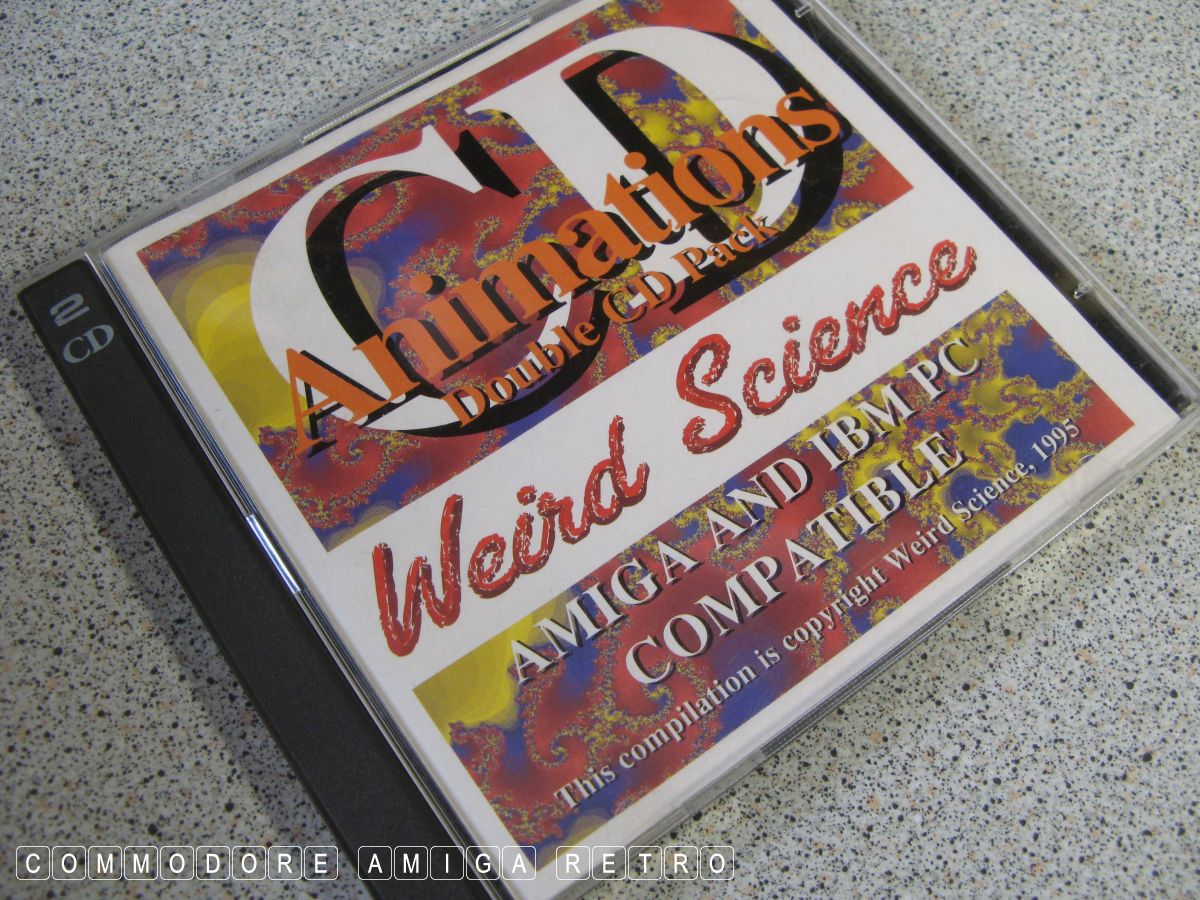 2
CD
CD
Animations
Double CD Pack
Weird Science
AMIGA AND IBM PC
COMPATIBLE
This compilation is copyright Weird Science, 1995
COMMODORE AMIGA RETRO